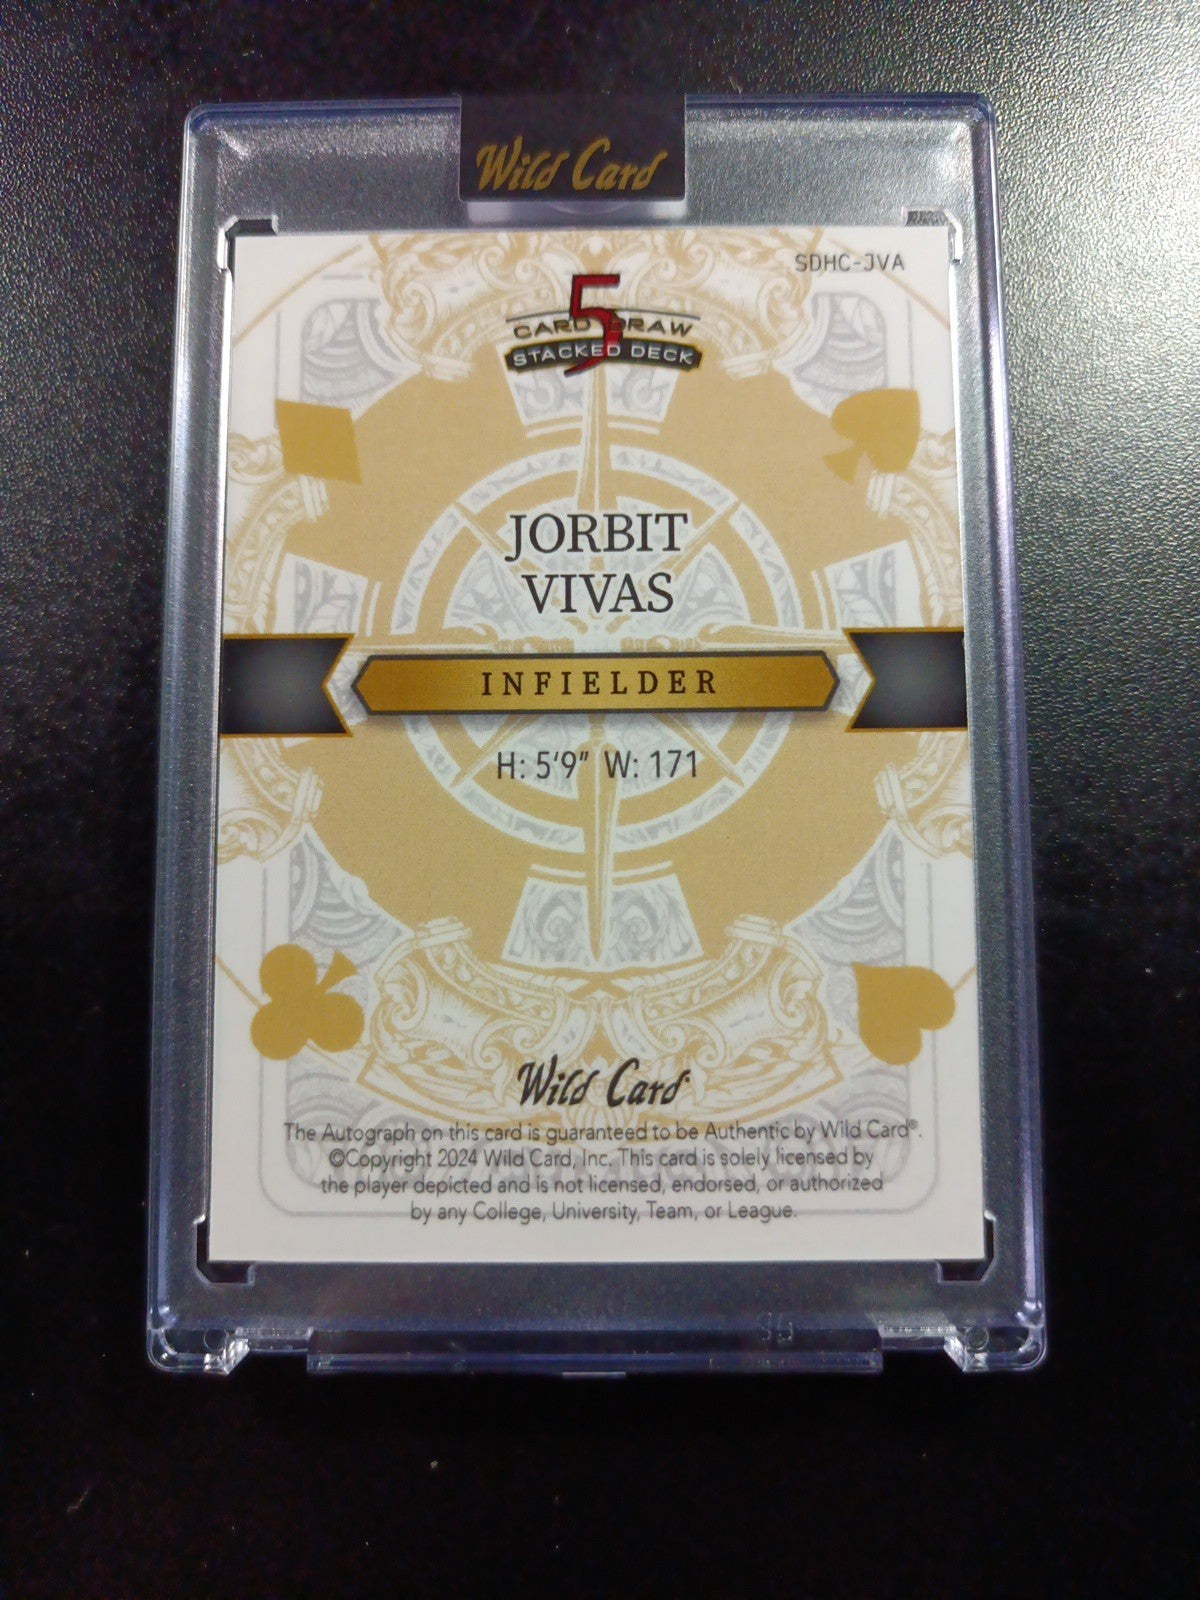 Wild Card
SDHC-JVA
5
CARD DRAW
STACKED DECK
JORBIT
VIVAS
INFIELDER
H: 5'9" W: 171
Wild Card
The Autograph on this card is guaranteed to be Authentic by Wild Card®.
©Copyright 2024 Wild Card, Inc. This card is solely licensed by
the player depicted and is not licensed, endorsed, or authorized
by any College, University, Team, or League.